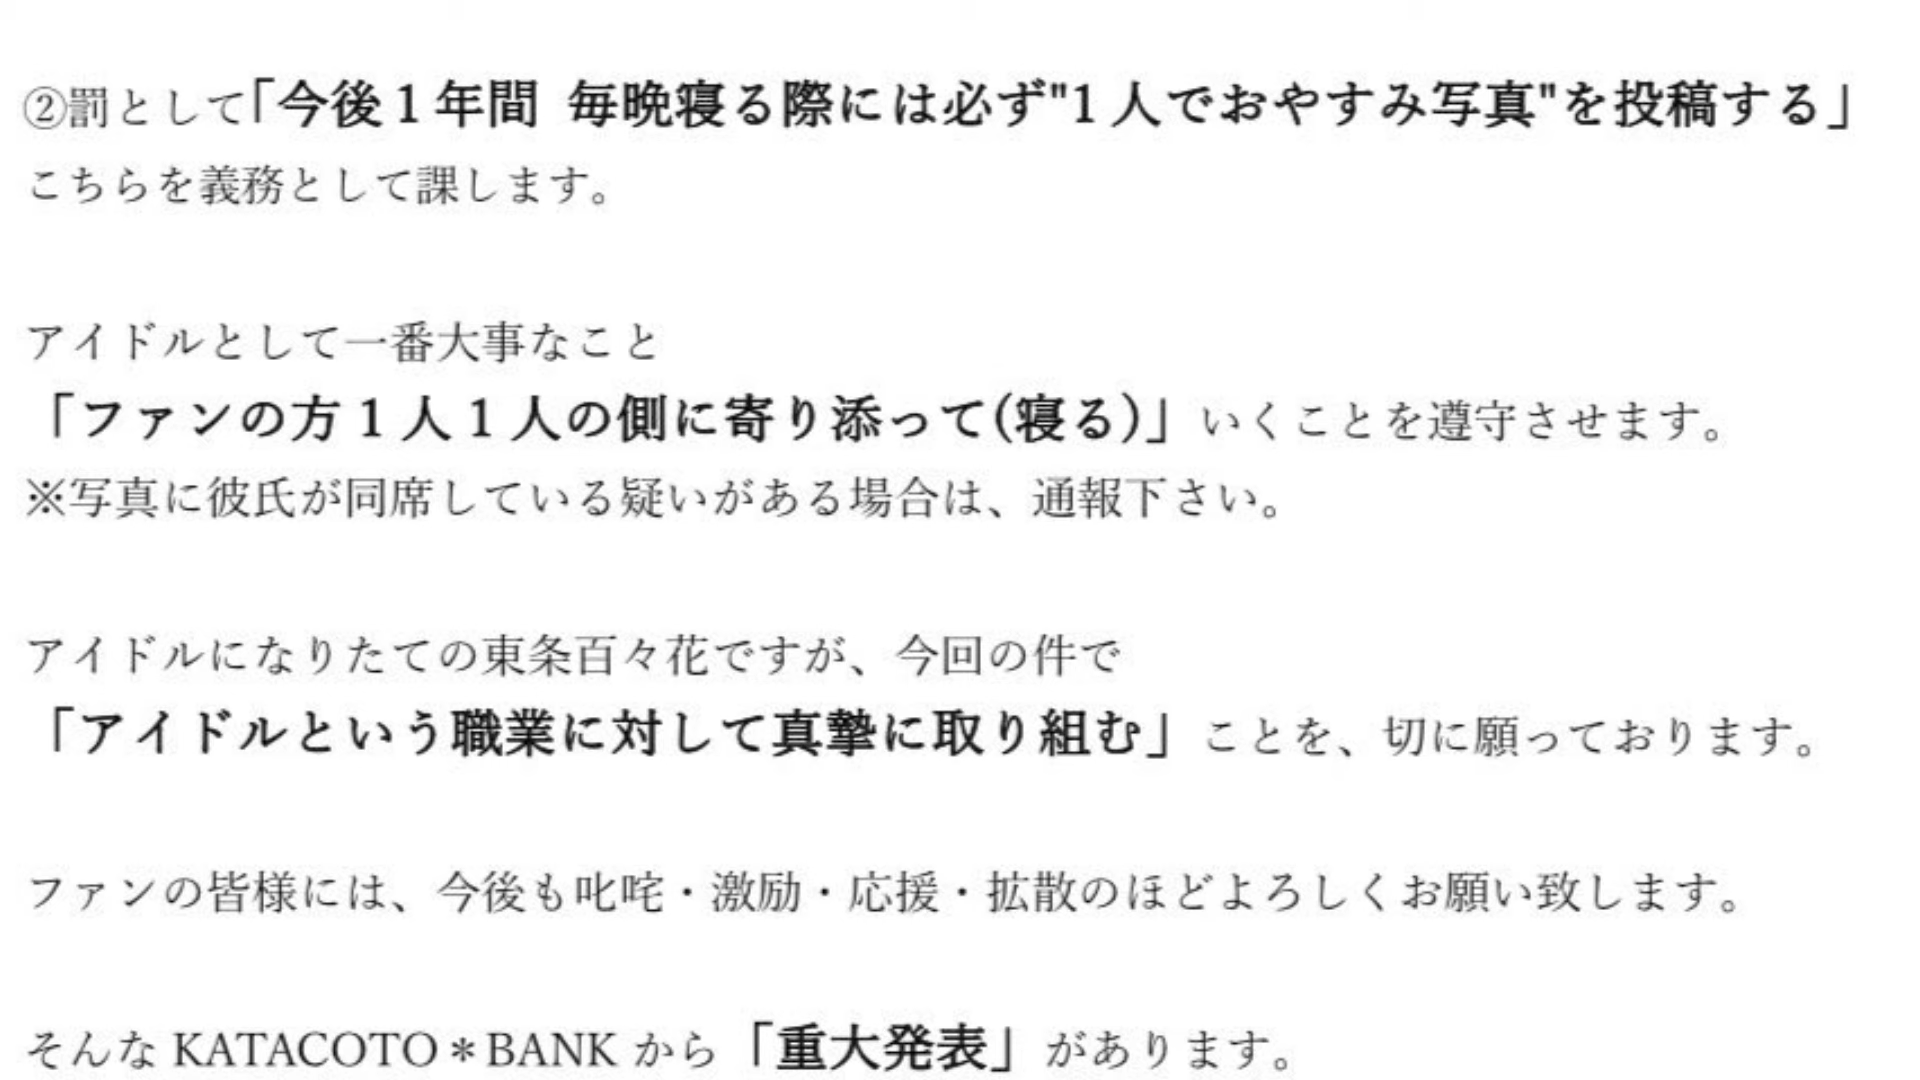 ②罰として「今後１年間 毎晩寝る際には必ず"1 人でおやすみ写真"を投稿する」
こちらを義務として課します。
アイドルとして一番大事なこと
「ファンの方１人１人の側に寄り添って(寝る)」いくことを遵守させます。
※写真に彼氏が同席している疑いがある場合は、通報下さい。
アイドルになりたての東条百々花ですが、今回の件で
「アイドルという職業に対して真摯に取り組む」ことを、切に願っております。
ファンの皆様には、今後も叱咤・激励・応援・拡散のほどよろしくお願い致します。
そんな KATACOTO＊BANK から「重大発表」があります。